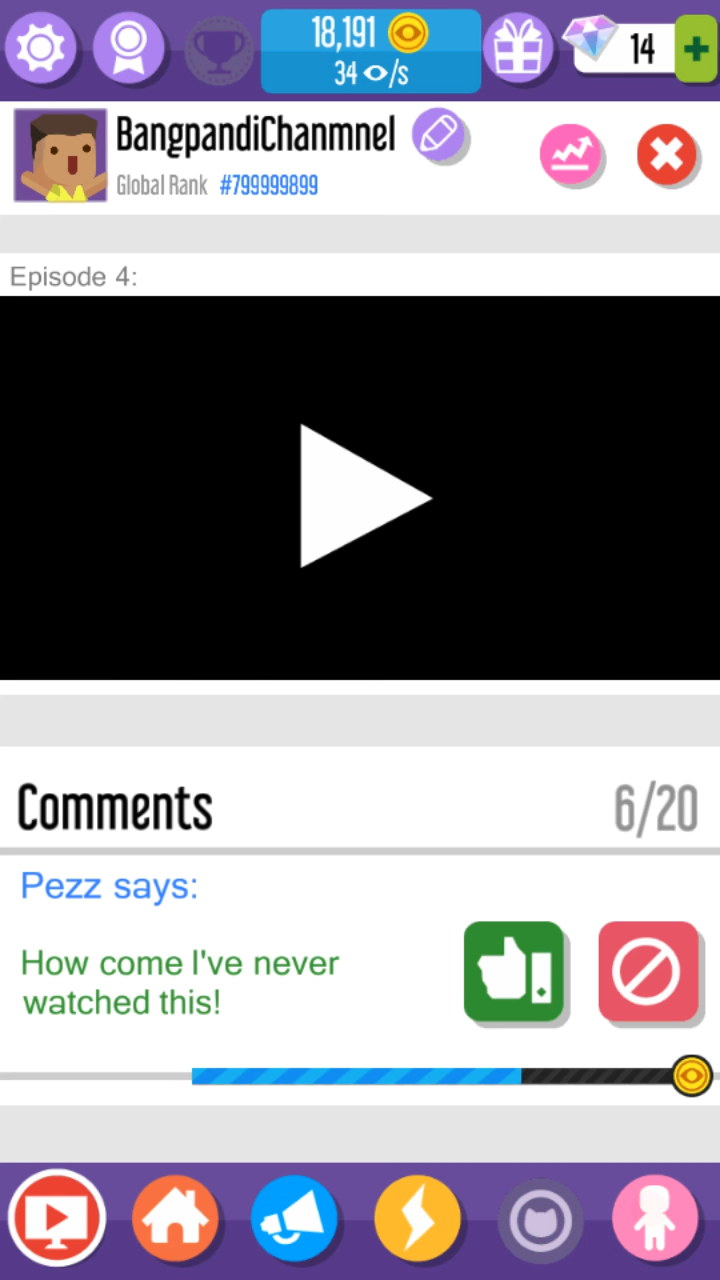 18,191
34 /s
14
BangpandiChanmnel
Global Rank #799999899
Episode 4:
Comments 6/20
Pezz says:
How come I've never
watched this!